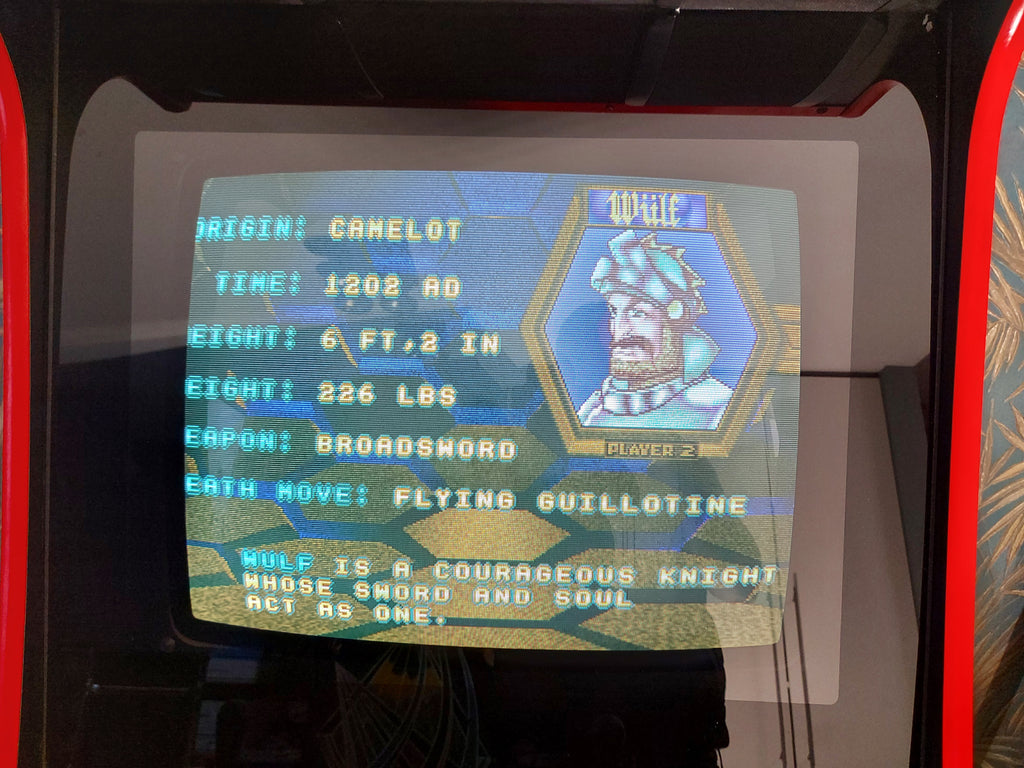 Wülf
ORIGIN: CAMELOT
TIME: 1202 AD
EIGHT: 6 FT,2 IN
EIGHT: 226 LBS
EAPON: BROADSWORD
PLAYER 2
EATH MOVE: FLYING GUILLOTINE
WULF IS A COURAGEOUS KNIGHT
WHOSE SWORD AND SOUL
ACT AS ONE.